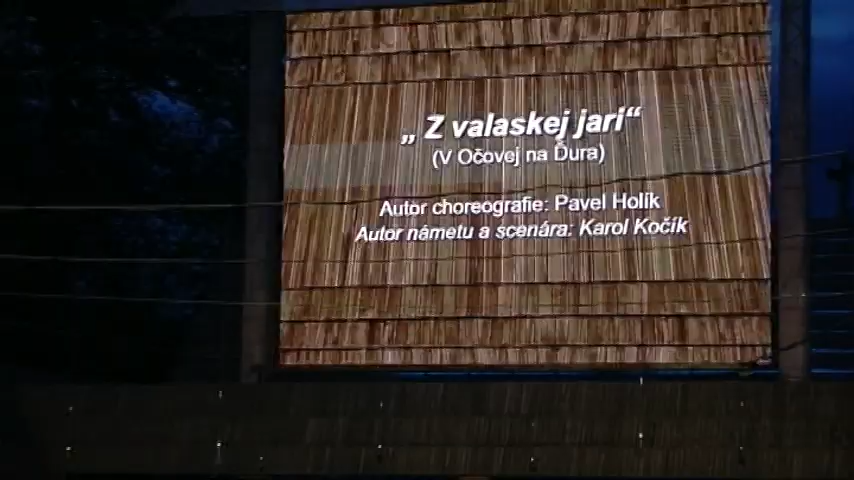 „ Z valaskej jari“
(V Očovej na Ďura)
Autor choreografie: Pavel Holík
Autor námetu a scenára: Karol Kočík